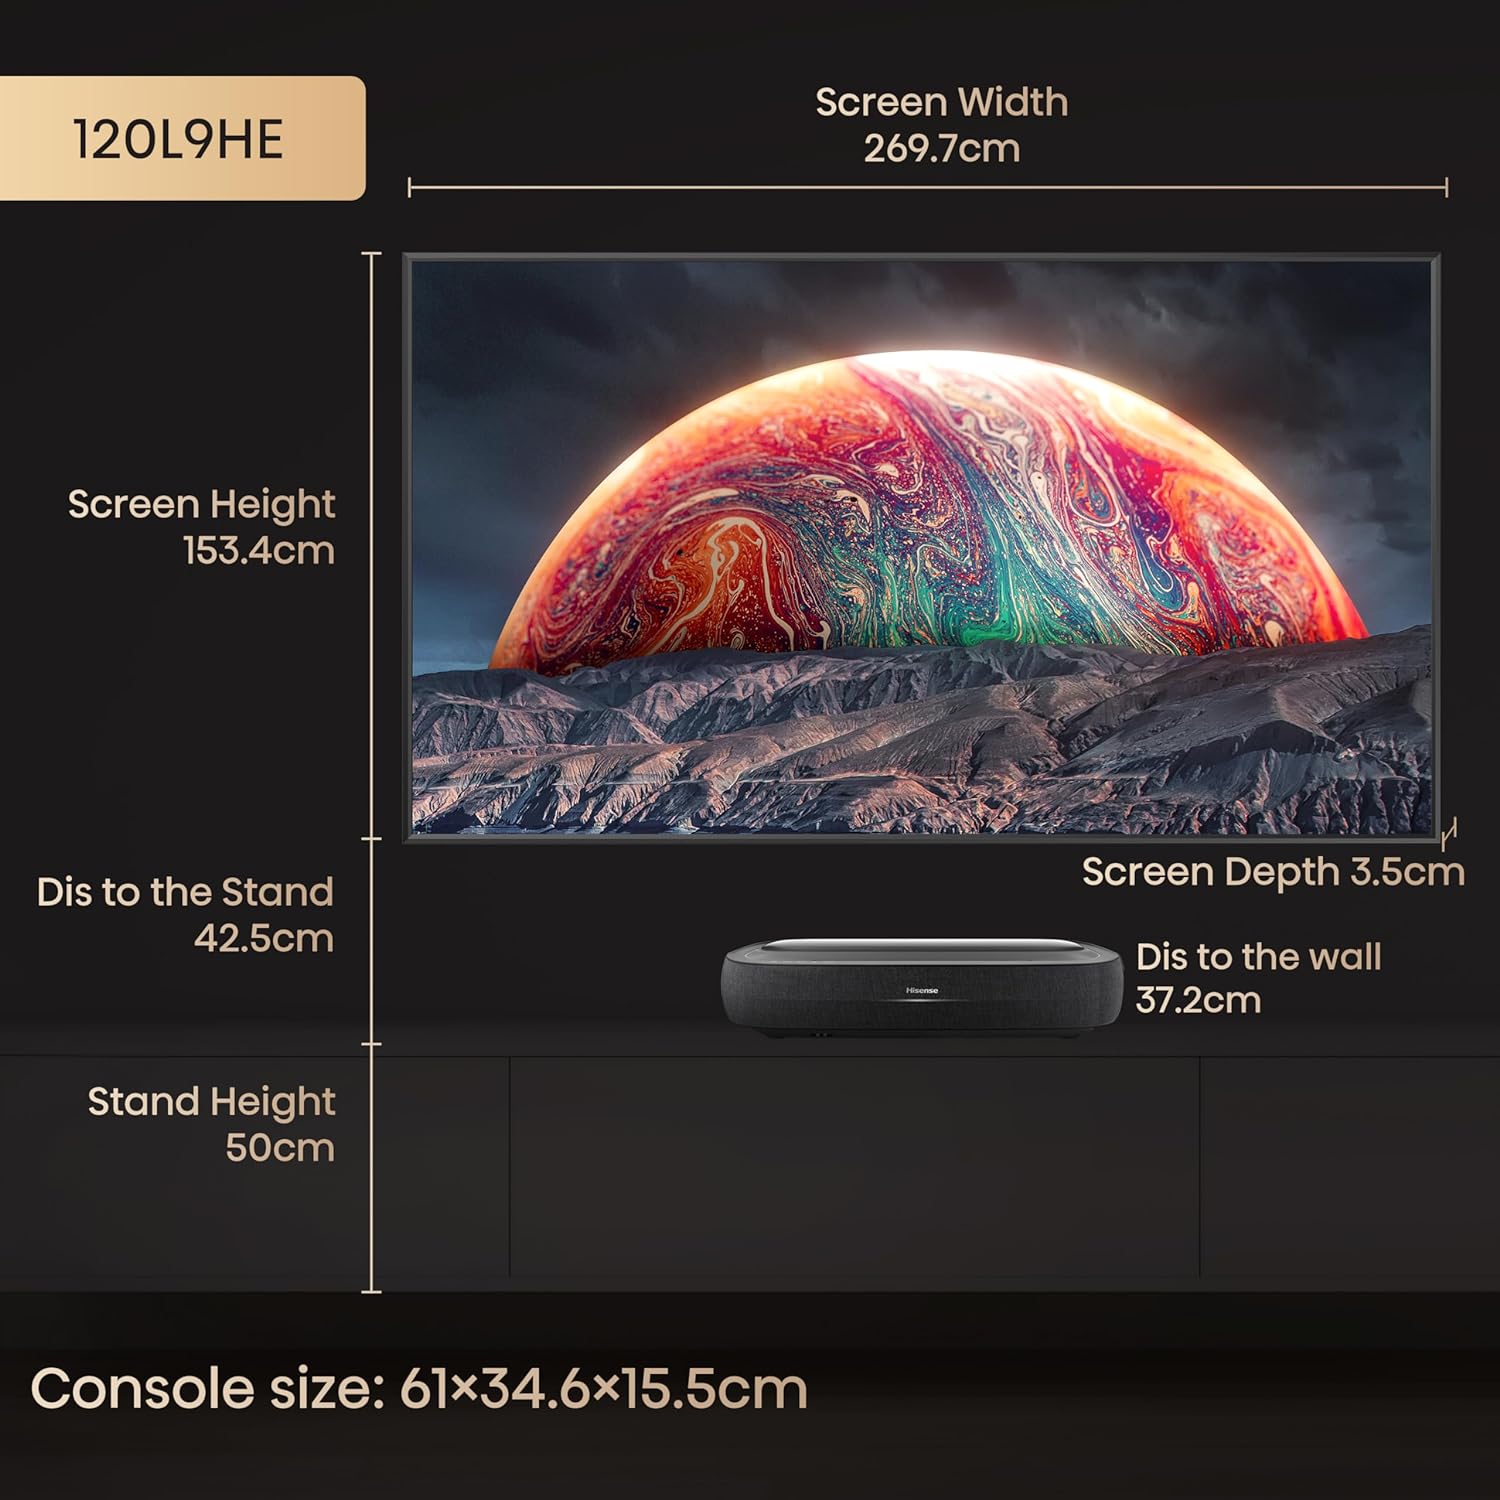 120L9HE
Screen Width
269.7cm
Screen Height
153.4cm
Screen Depth 3.5cm
Dis to the Stand
42.5cm
Hisense
Dis to the wall
37.2cm
Stand Height
50cm
Console size: 61×34.6×15.5cm